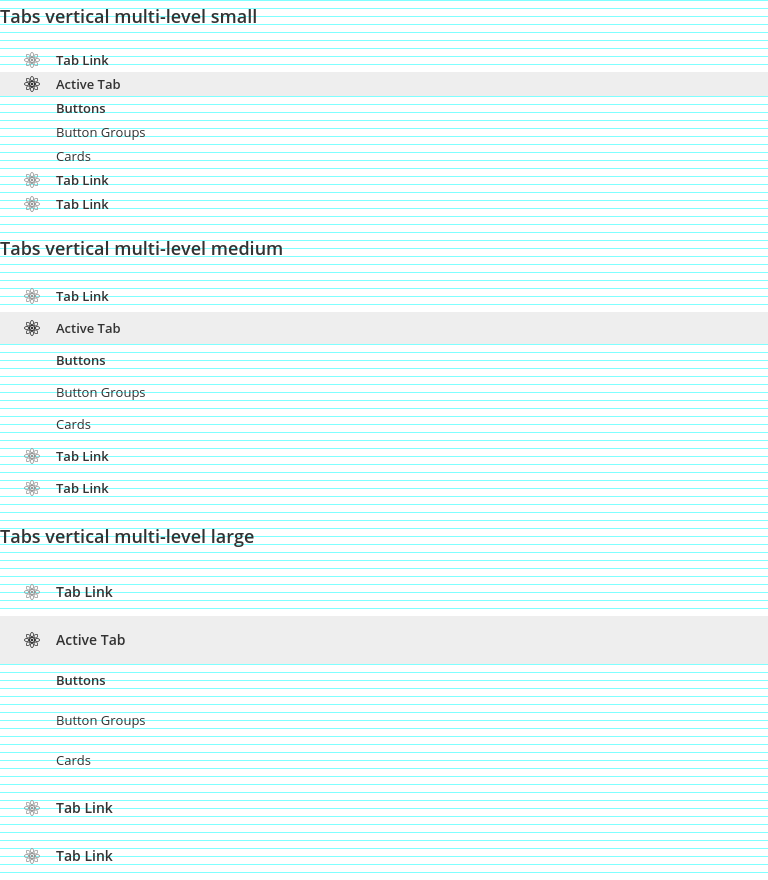 Tabs vertical multi-level small
Tab Link
Active Tab
Buttons
Button Groups
Cards
Tab Link
Tab Link
Tabs vertical multi-level medium
Tab Link
Active Tab
Buttons
Button Groups
Cards
Tab Link
Tab Link
Tabs vertical multi-level large
Tab Link
Active Tab
Buttons
Button Groups
Cards
Tab Link
Tab Link